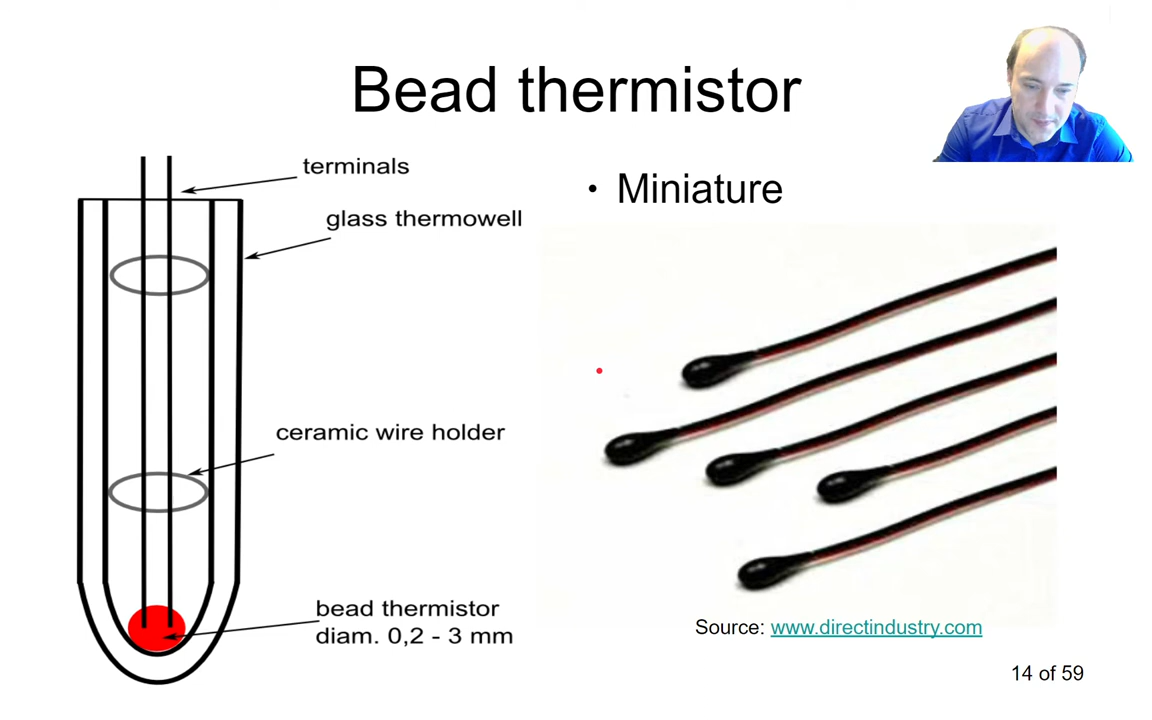 Bead thermistor
terminals
glass thermowell
ceramic wire holder
bead thermistor
diam. 0,2 - 3 mm
• Miniature
Source: www.directindustry.com
14 of 59